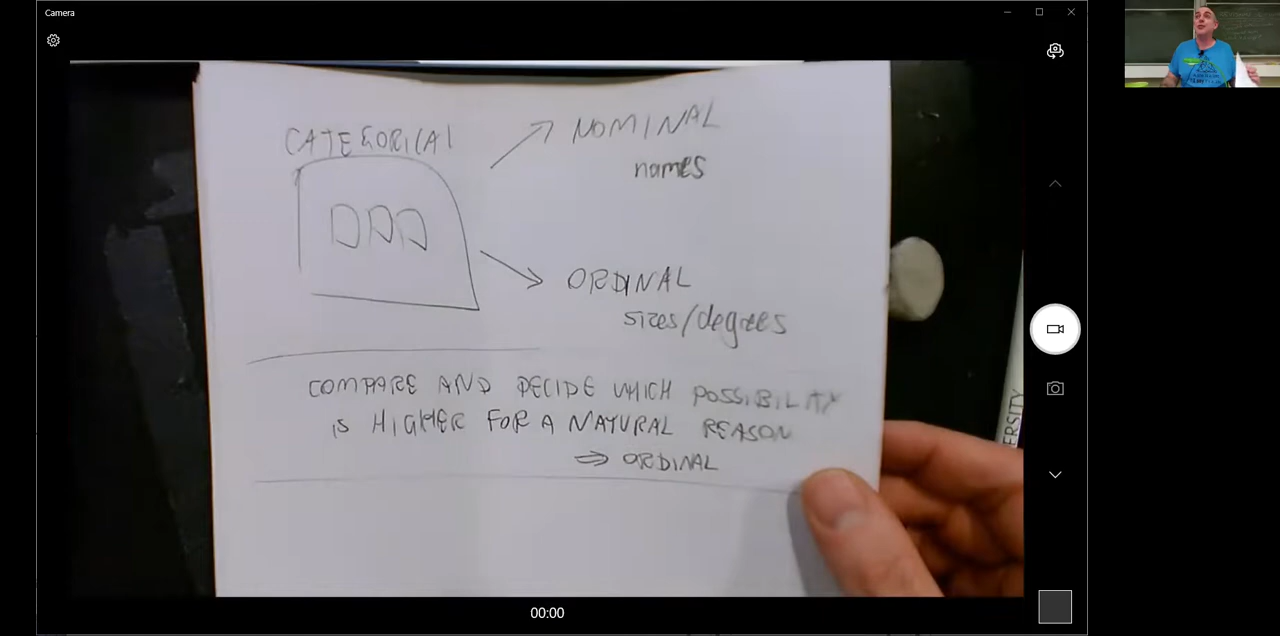 Camera
CATEGORICAL
NOMINAL
names
ORDINAL
sizes/degrees
COMPARE AND DECIDE WHICH POSSIBILITY
IS HIGHER FOR A NATURAL REASON
⇒ ORDINAL
ERSITY
00:00